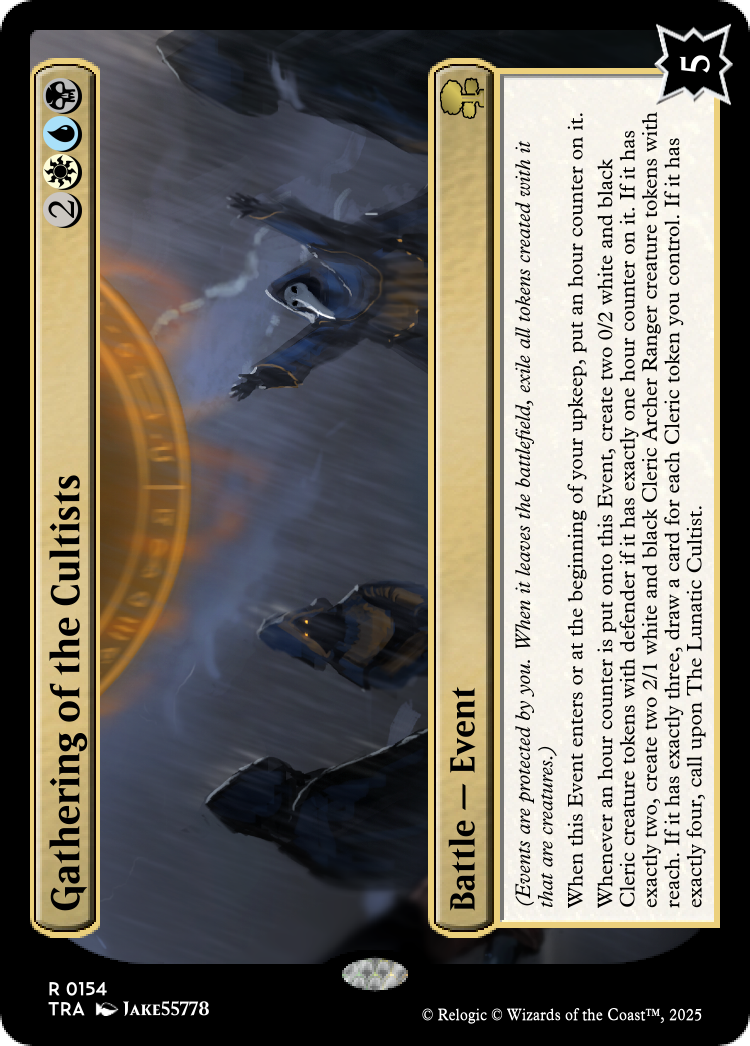 Gathering of the Cultists 2
Battle — Event
(Events are protected by you. When it leaves the battlefield, exile all tokens created with it
that are creatures.)
When this Event enters or at the beginning of your upkeep, put an hour counter on it.
Whenever an hour counter is put onto this Event, create two 0/2 white and black
Cleric creature tokens with defender if it has exactly one hour counter on it. If it has
exactly two, create two 2/1 white and black Cleric Archer Ranger creature tokens with
reach. If it has exactly three, draw a card for each Cleric token you control. If it has
exactly four, call upon The Lunatic Cultist.
5
R 0154
TRA Jake55778
© Relogic © Wizards of the Coast™, 2025